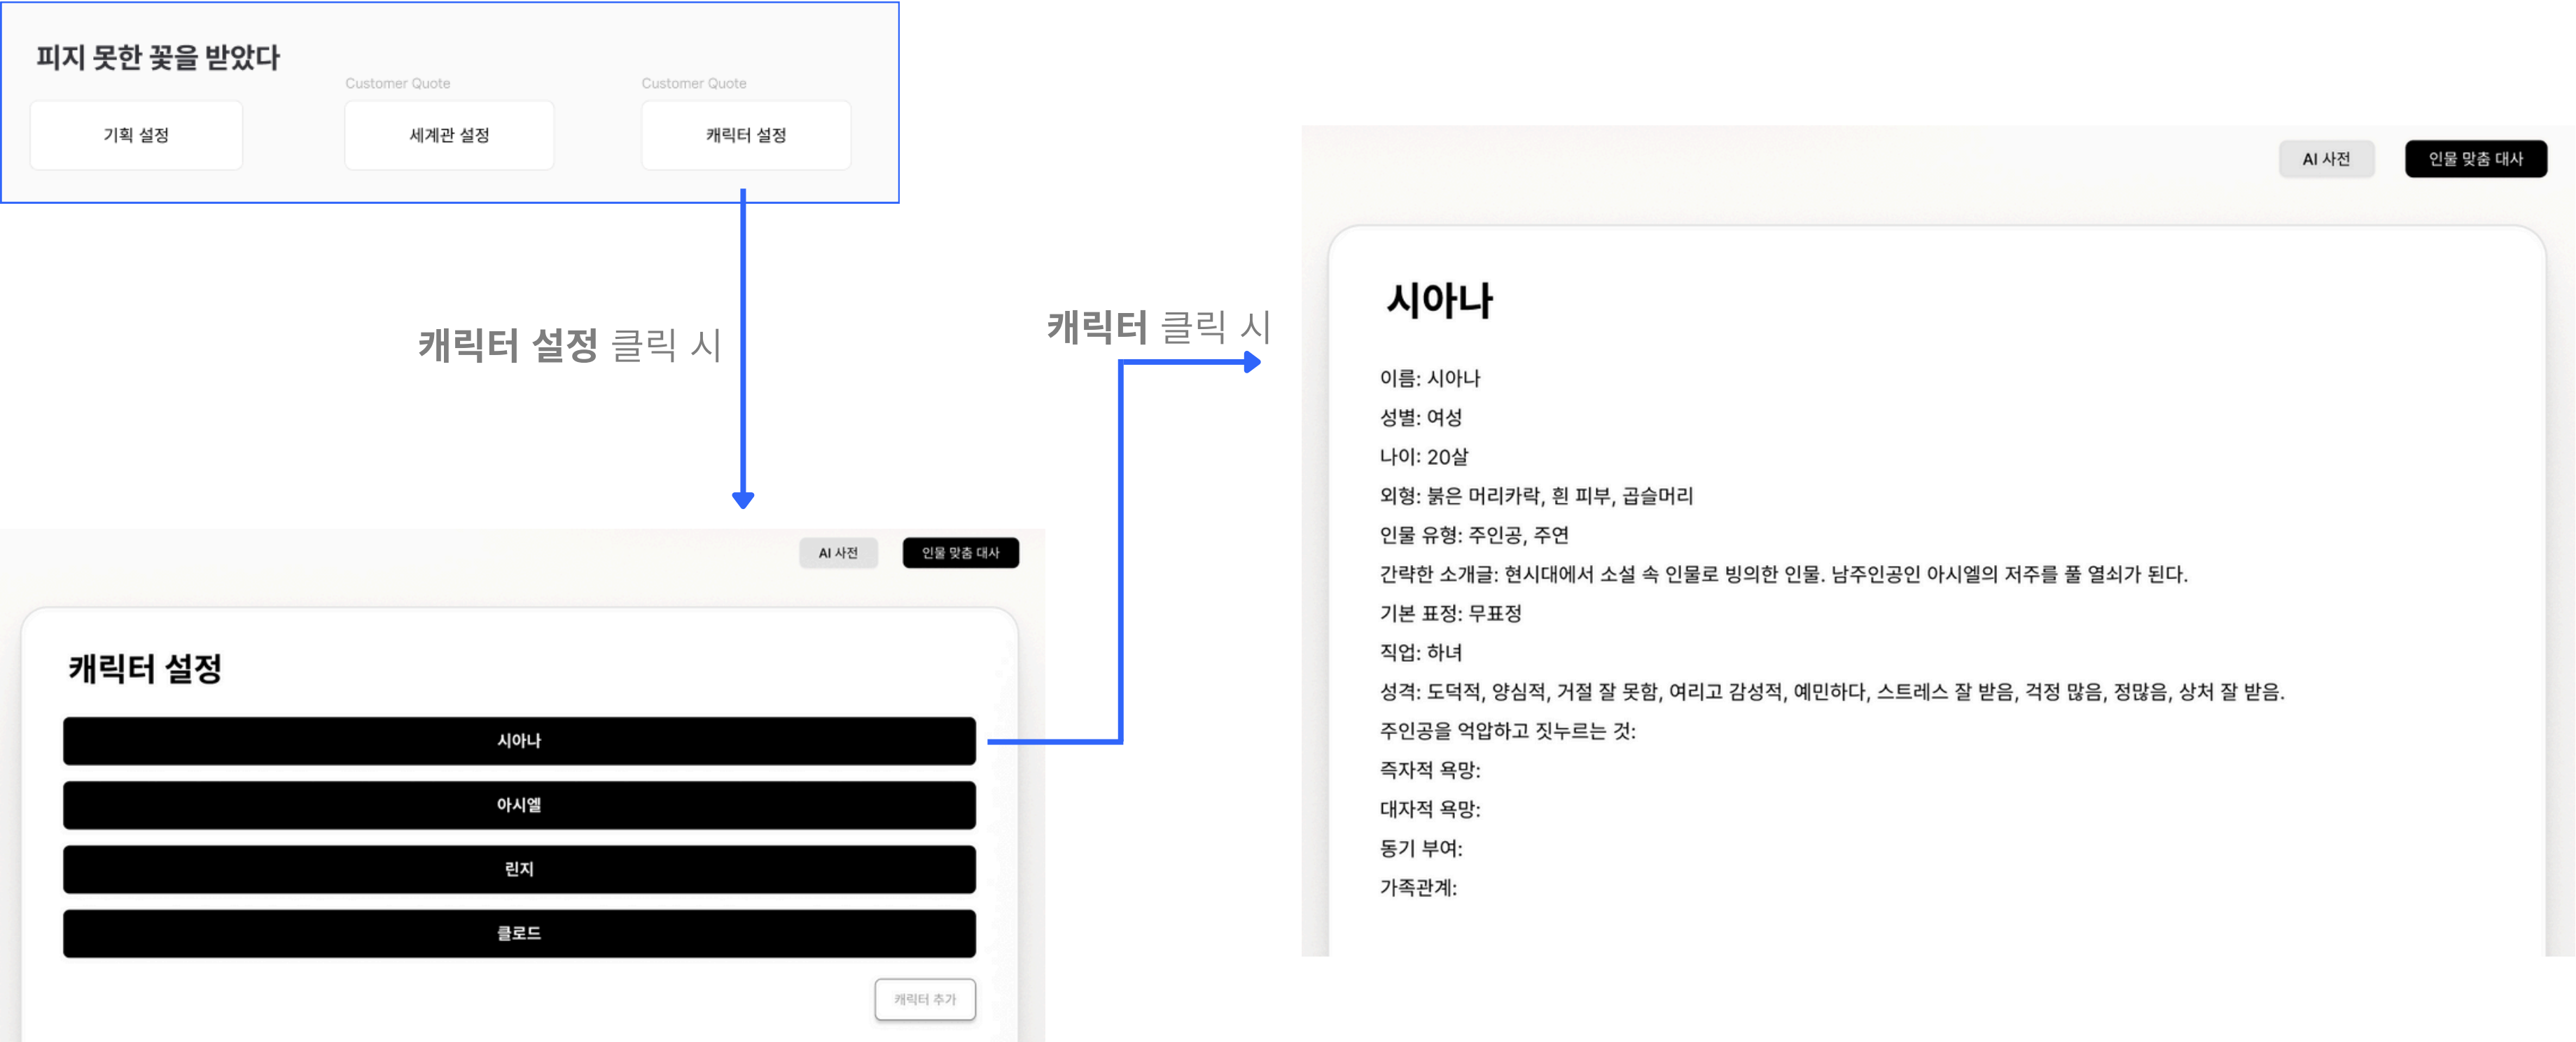 피지 못한 꽃을 받았다
Customer Quote
Customer Quote
기획 설정
세계관 설정
캐릭터 설정
캐릭터 설정 클릭 시
AI 사전
인물 맞춤 대사
캐릭터 설정
시아나
아시엘
린지
클로드
캐릭터 추가
캐릭터 클릭 시
AI 사전
인물 맞춤 대사
시아나
이름: 시아나
성별: 여성
나이: 20살
외형: 붉은 머리카락, 흰 피부, 곱슬머리
인물 유형: 주인공, 주연
간략한 소개글: 현시대에서 소설 속 인물로 빙의한 인물. 남주인공인 아시엘의 저주를 풀 열쇠가 된다.
기본 표정: 무표정
직업: 하녀
성격: 도덕적, 양심적, 거절 잘 못함, 여리고 감성적, 예민하다, 스트레스 잘 받음, 걱정 많음, 정많음, 상처 잘 받음.
주인공을 억압하고 짓누르는 것:
즉자적 욕망:
대자적 욕망:
동기 부여:
가족관계: